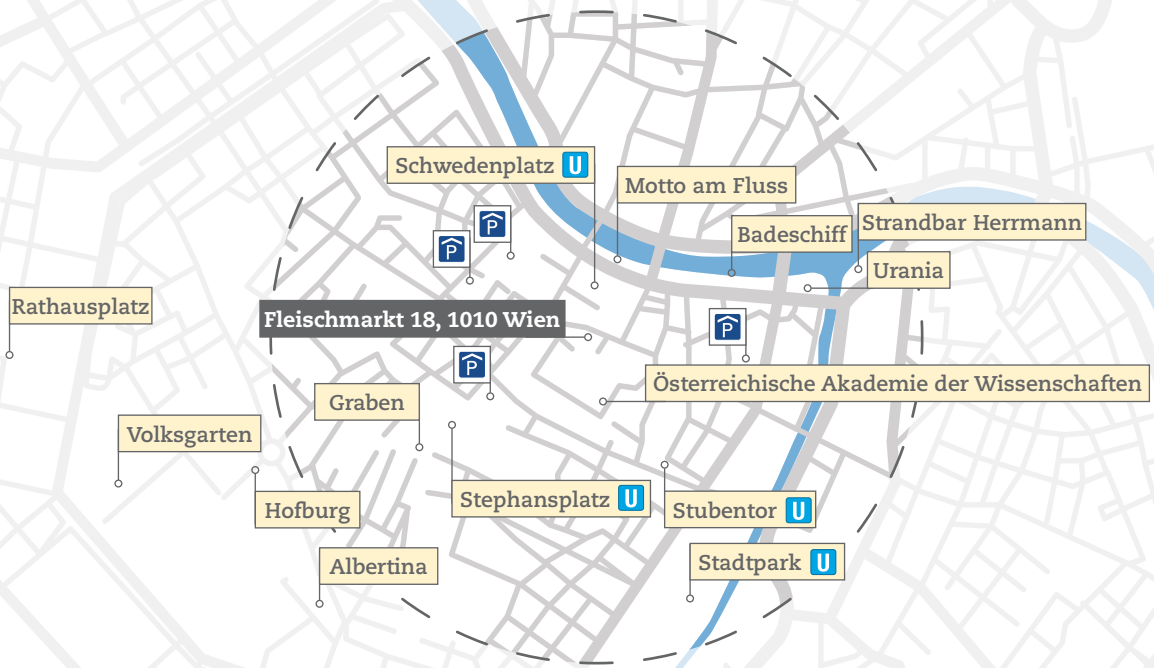 Schwedenplatz U
Motto am Fluss
Strandbar Herrmann
Badeschiff
P
P
Urania
Rathausplatz
Fleischmarkt 18, 1010 Wien
P
P
Österreichische Akademie der Wissenschaften
Graben
Volksgarten
Stephansplatz U
Hofburg
Stubentor U
Stadtpark U
Albertina